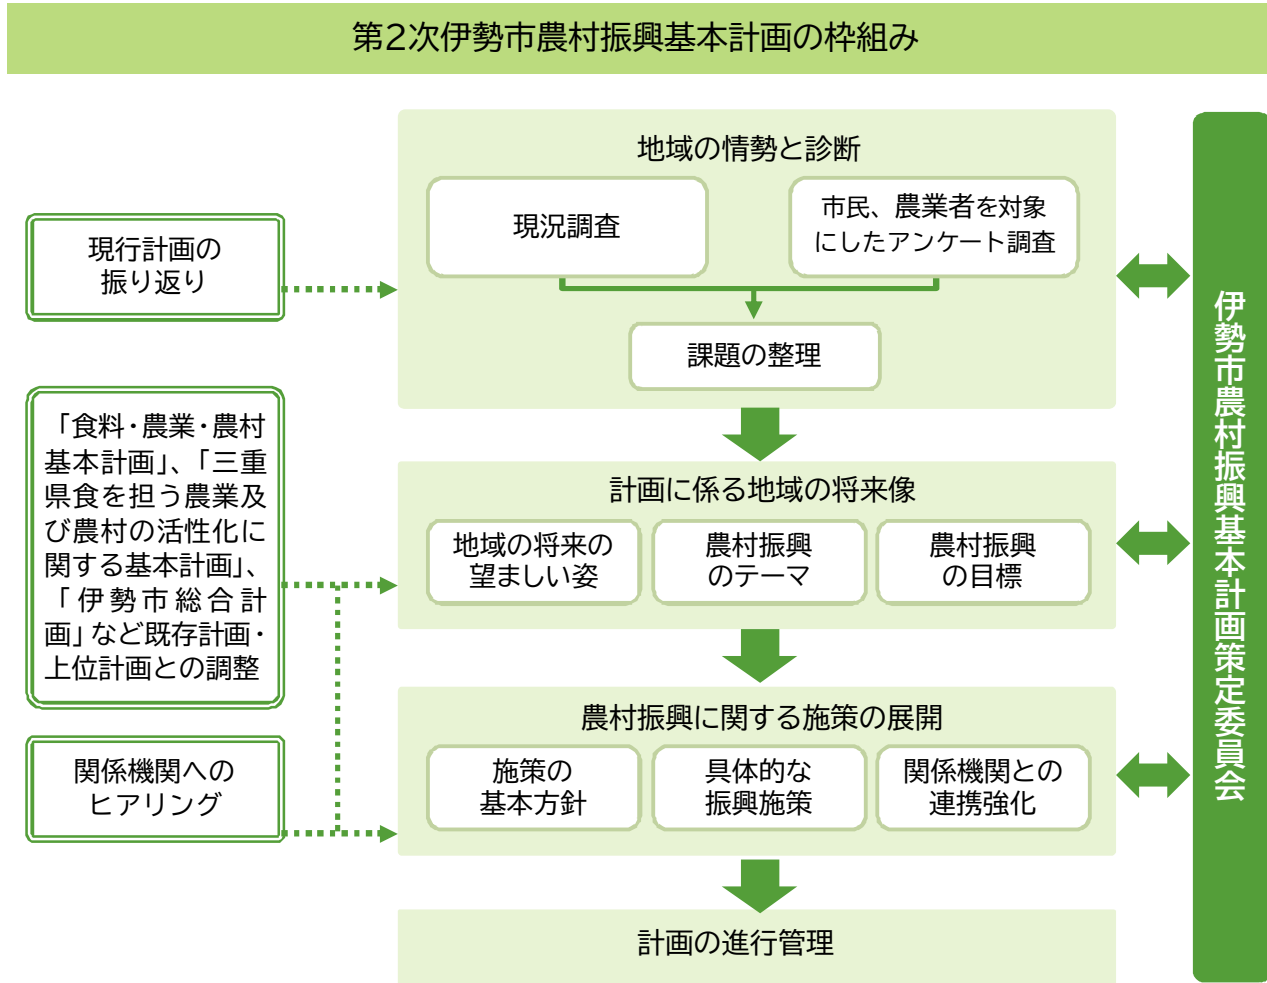 第2次伊勢市農村振興基本計画の枠組み
地域の情勢と診断
現況調査
市民、農業者を対象
にしたアンケート調査
課題の整理
現行計画の
振り返り
「食料・農業・農村
基本計画」、「三重
県食を担う農業及
び農村の活性化に
関する基本計画」、
「伊勢市総合計
画」など既存計画・
上位計画との調整
関係機関への
ヒアリング
計画に係る地域の将来像
地域の将来の
望ましい姿
農村振興
のテーマ
農村振興
の目標
農村振興に関する施策の展開
施策の
基本方針
具体的な
振興施策
関係機関との
連携強化
計画の進行管理
伊勢市農村振興基本計画策定委員会